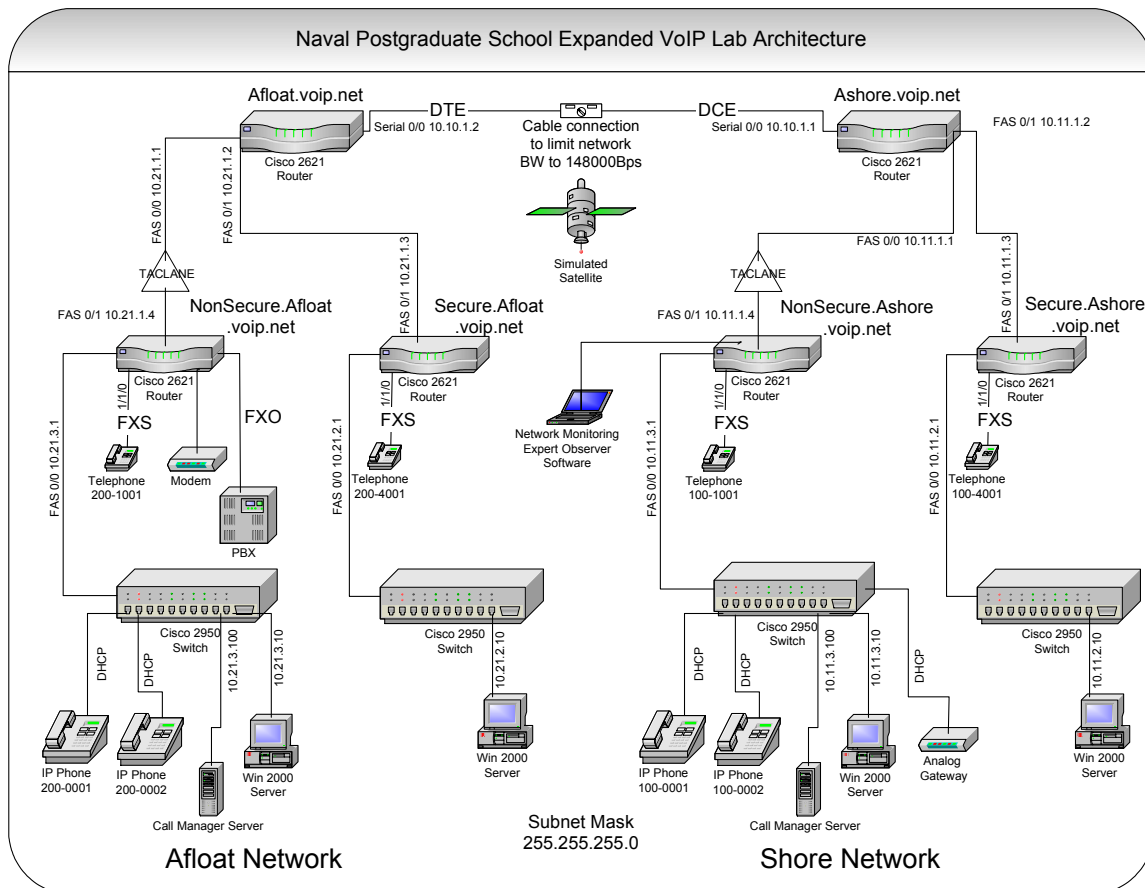 Naval Postgraduate School Expanded VoIP Lab Architecture
Afloat.voip.net
DTE
DCE
Ashore.voip.net
Serial 0/0 10.10.1.2
Cable connection
to limit network
BW to 148000Bps
Serial 0/0 10.10.1.1
FAS 0/1 10.11.1.2
Cisco 2621
Router
Cisco 2621
Router
FAS 0/0 10.21.1.1
FAS 0/1 10.21.1.2
Simulated
Satellite
FAS 0/0 10.11.1.1
TACLANE
FAS 0/1 10.21.1.3
TACLANE
FAS 0/1 10.11.1.3
FAS 0/1 10.21.1.4
NonSecure.Afloat
.voip.net
Secure.Afloat
.voip.net
FAS 0/1 10.11.1.4
NonSecure.Ashore
.voip.net
Secure.Ashore
.voip.net
Cisco 2621
Router
Cisco 2621
Router
Cisco 2621
Router
Cisco 2621
Router
FAS 0/0 10.21.3.1
1/1/0
FXS
FXO
Telephone
200-1001
Modem
PBX
FAS 0/0 10.21.2.1
1/1/0
FXS
Telephone
200-4001
Network Monitoring
Expert Observer
Software
FAS 0/0 10.11.3.1
1/1/0
FXS
Telephone
100-1001
FAS 0/0 10.11.2.1
1/1/0
FXS
Telephone
100-4001
Cisco 2950
Switch
Cisco 2950
Switch
Cisco 2950
Switch
Cisco 2950
Switch
DHCP
DHCP
10.21.3.100
10.21.3.10
10.21.2.10
DHCP
DHCP
10.11.3.100
10.11.3.10
10.11.2.10
IP Phone
200-0001
IP Phone
200-0002
Call Manager Server
Win 2000
Server
Win 2000
Server
IP Phone
100-0001
IP Phone
100-0002
Call Manager Server
Win 2000
Server
Analog
Gateway
Win 2000
Server
Subnet Mask
255.255.255.0
Afloat Network
Shore Network